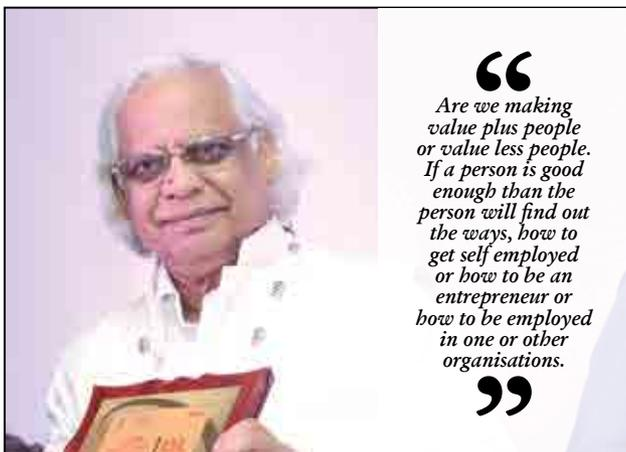 “
Are we making
value plus people
or value less people.
If a person is good
enough than the
person will find out
the ways, how to
get self employed
or how to be an
entrepreneur or
how to be employed
in one or other
organisations.
”